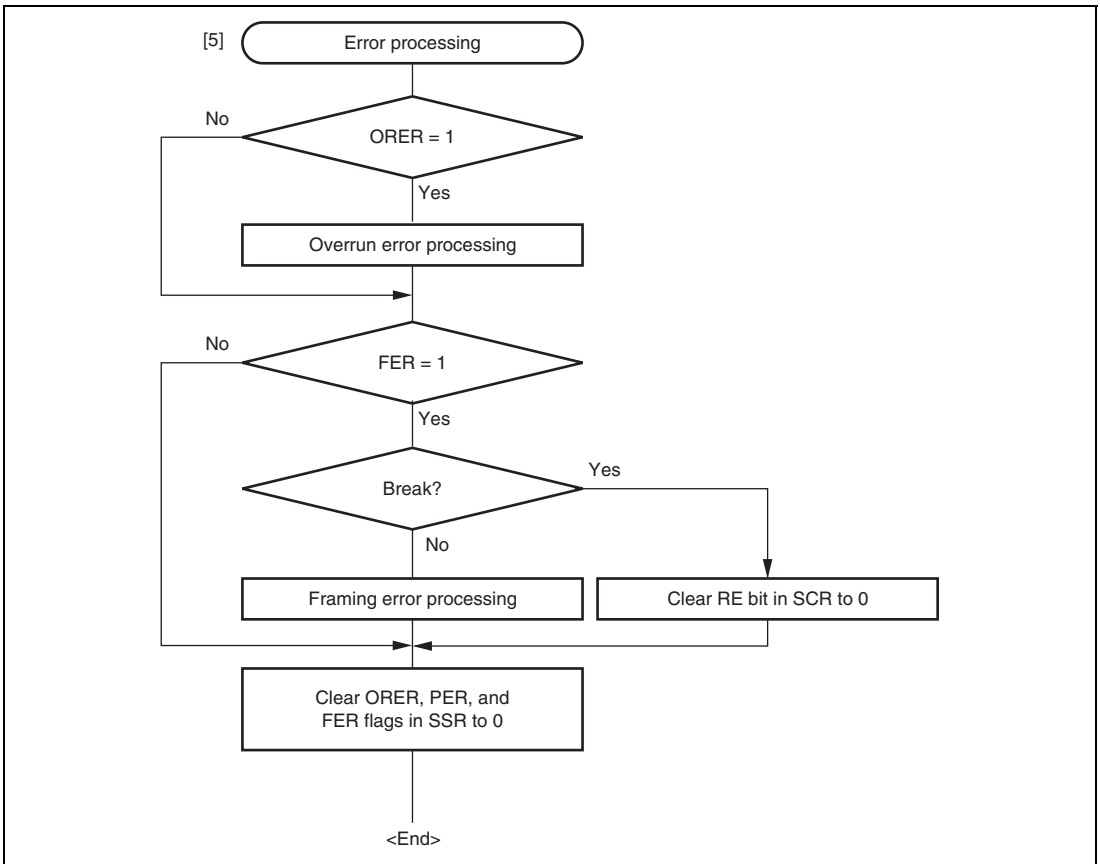 [5]
Error processing
No
ORER = 1
Yes
Overrun error processing
No
FER = 1
Yes
Break?
Yes
No
Framing error processing
Clear RE bit in SCR to 0
Clear ORER, PER, and
FER flags in SSR to 0
<End>